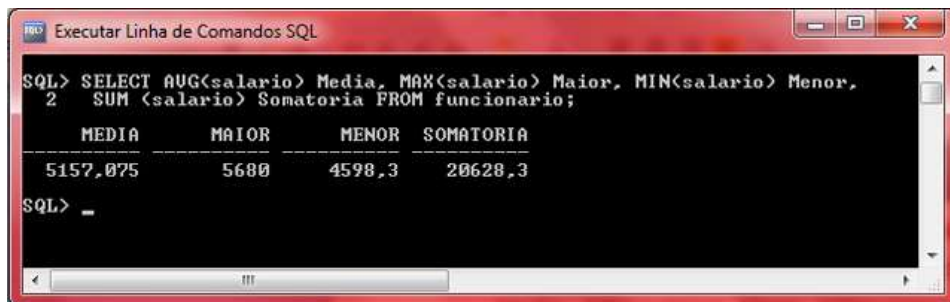 Executar Linha de Comandos SQL
SQL> SELECT AVG(salario) Media, MAX(salario) Maior, MIN(salario) Menor,
2 SUM (salario) Somatoria FROM funcionario;
MEDIA MAIOR MENOR SOMATORIA
5157,075 5680 4598,3 20628,3
SQL> _